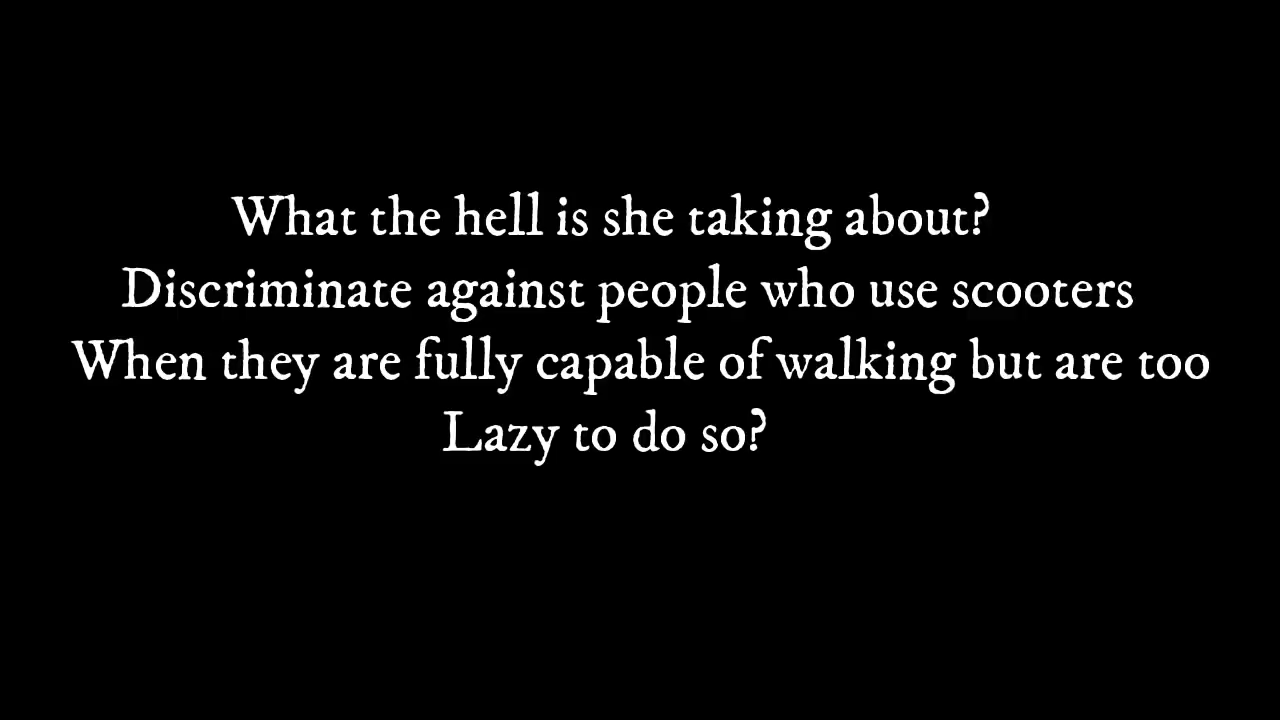 What the hell is she taking about?
Discriminate against people who use scooters
When they are fully capable of walking but are too
Lazy to do so?